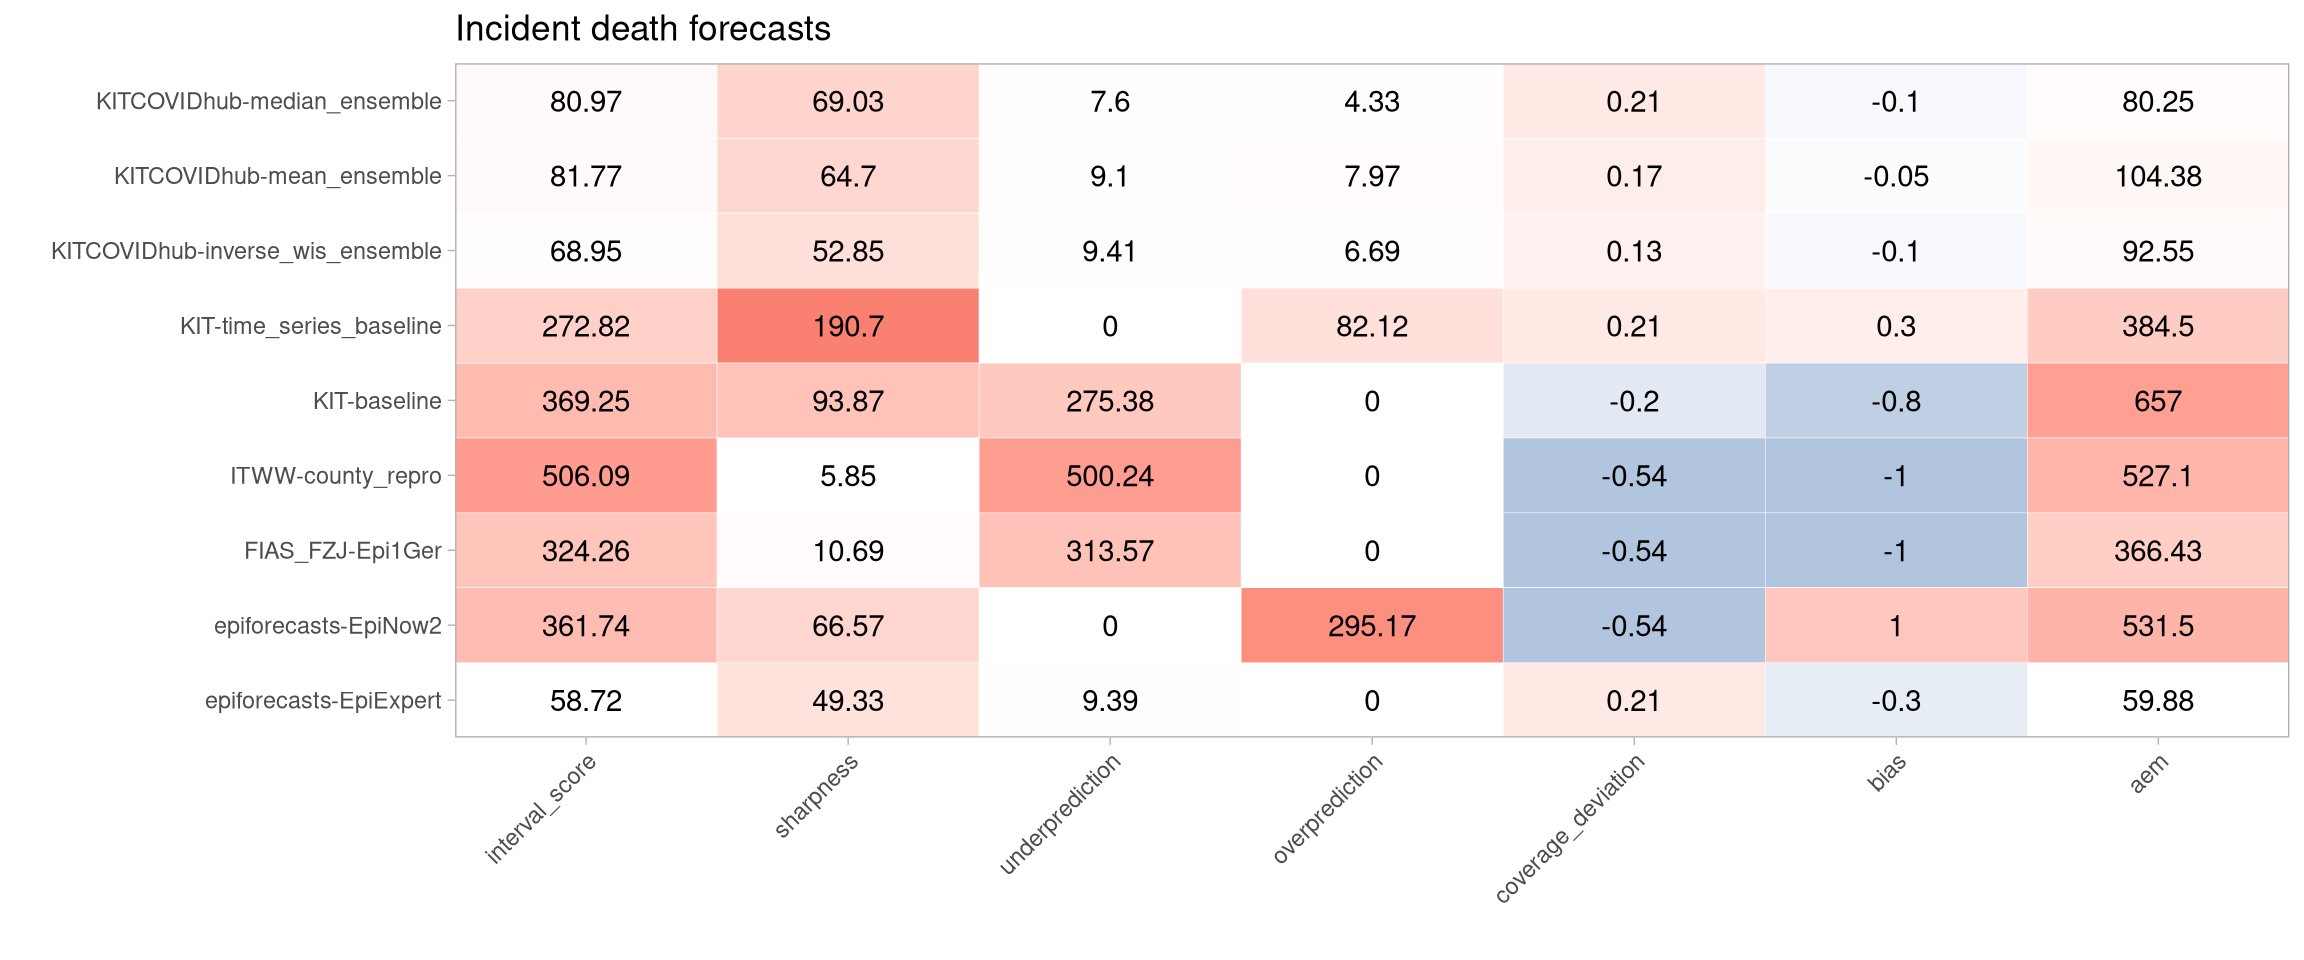 Incident death forecasts
KITCOVIDhub-median_ensemble 80.97 69.03 7.6 4.33 0.21 -0.1 80.25
KITCOVIDhub-mean_ensemble 81.77 64.7 9.1 7.97 0.17 -0.05 104.38
KITCOVIDhub-inverse_wis_ensemble 68.95 52.85 9.41 6.69 0.13 -0.1 92.55
KIT-time_series_baseline 272.82 190.7 0 82.12 0.21 0.3 384.5
KIT-baseline 369.25 93.87 275.38 0 -0.2 -0.8 657
ITWW-county_repro 506.09 5.85 500.24 0 -0.54 -1 527.1
FIAS_FZJ-Epi1Ger 324.26 10.69 313.57 0 -0.54 -1 366.43
epiforecasts-EpiNow2 361.74 66.57 0 295.17 -0.54 1 531.5
epiforecasts-EpiExpert 58.72 49.33 9.39 0 0.21 -0.3 59.88
interval_score sharpness underprediction overprediction coverage_deviation bias aem